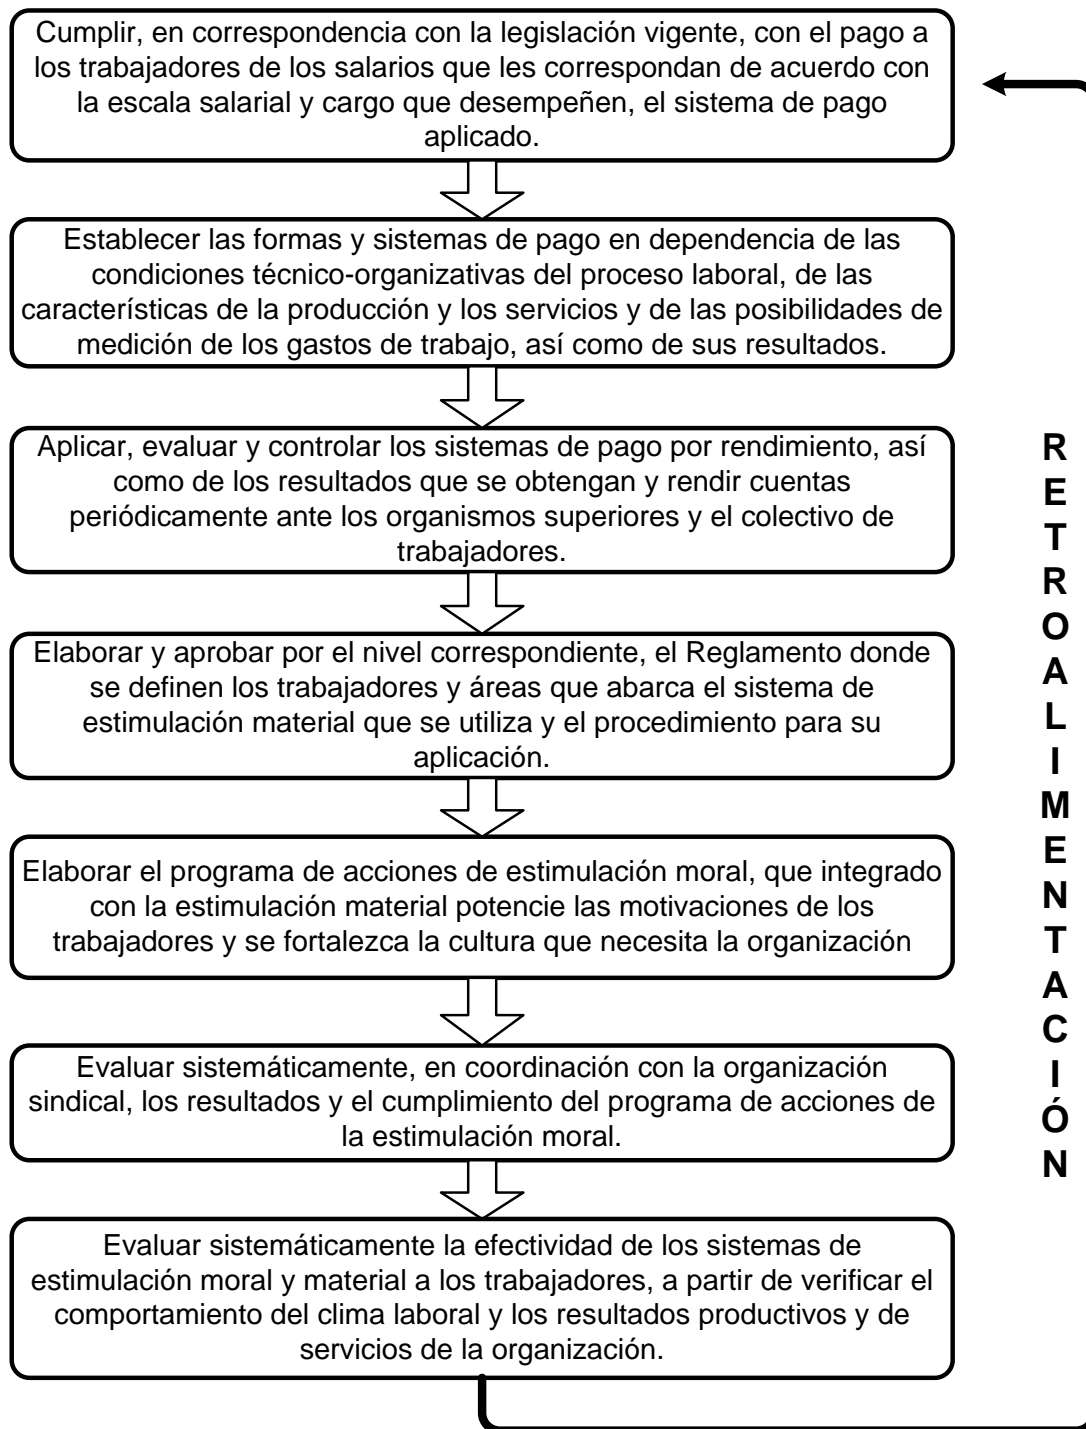 Cumplir, en correspondencia con la legislación vigente, con el pago a
los trabajadores de los salarios que les correspondan de acuerdo con
la escala salarial y cargo que desempeñen, el sistema de pago
aplicado.
Establecer las formas y sistemas de pago en dependencia de las
condiciones técnico-organizativas del proceso laboral, de las
características de la producción y los servicios y de las posibilidades de
medición de los gastos de trabajo, así como de sus resultados.
Aplicar, evaluar y controlar los sistemas de pago por rendimiento, así
como de los resultados que se obtengan y rendir cuentas
periódicamente ante los organismos superiores y el colectivo de
trabajadores.
Elaborar y aprobar por el nivel correspondiente, el Reglamento donde
se definen los trabajadores y áreas que abarca el sistema de
estimulación material que se utiliza y el procedimiento para su
aplicación.
Elaborar el programa de acciones de estimulación moral, que integrado
con la estimulación material potencie las motivaciones de los
trabajadores y se fortalezca la cultura que necesita la organización
Evaluar sistemáticamente, en coordinación con la organización
sindical, los resultados y el cumplimiento del programa de acciones de
la estimulación moral.
Evaluar sistemáticamente la efectividad de los sistemas de
estimulación moral y material a los trabajadores, a partir de verificar el
comportamiento del clima laboral y los resultados productivos y de
servicios de la organización.
RETROALIMENTACIÓN